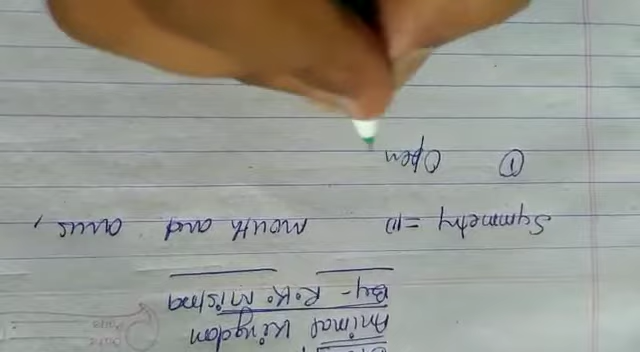 Animal kingdom
By - R.K. Mishra
Symmetry = mouth and anus,
① Open